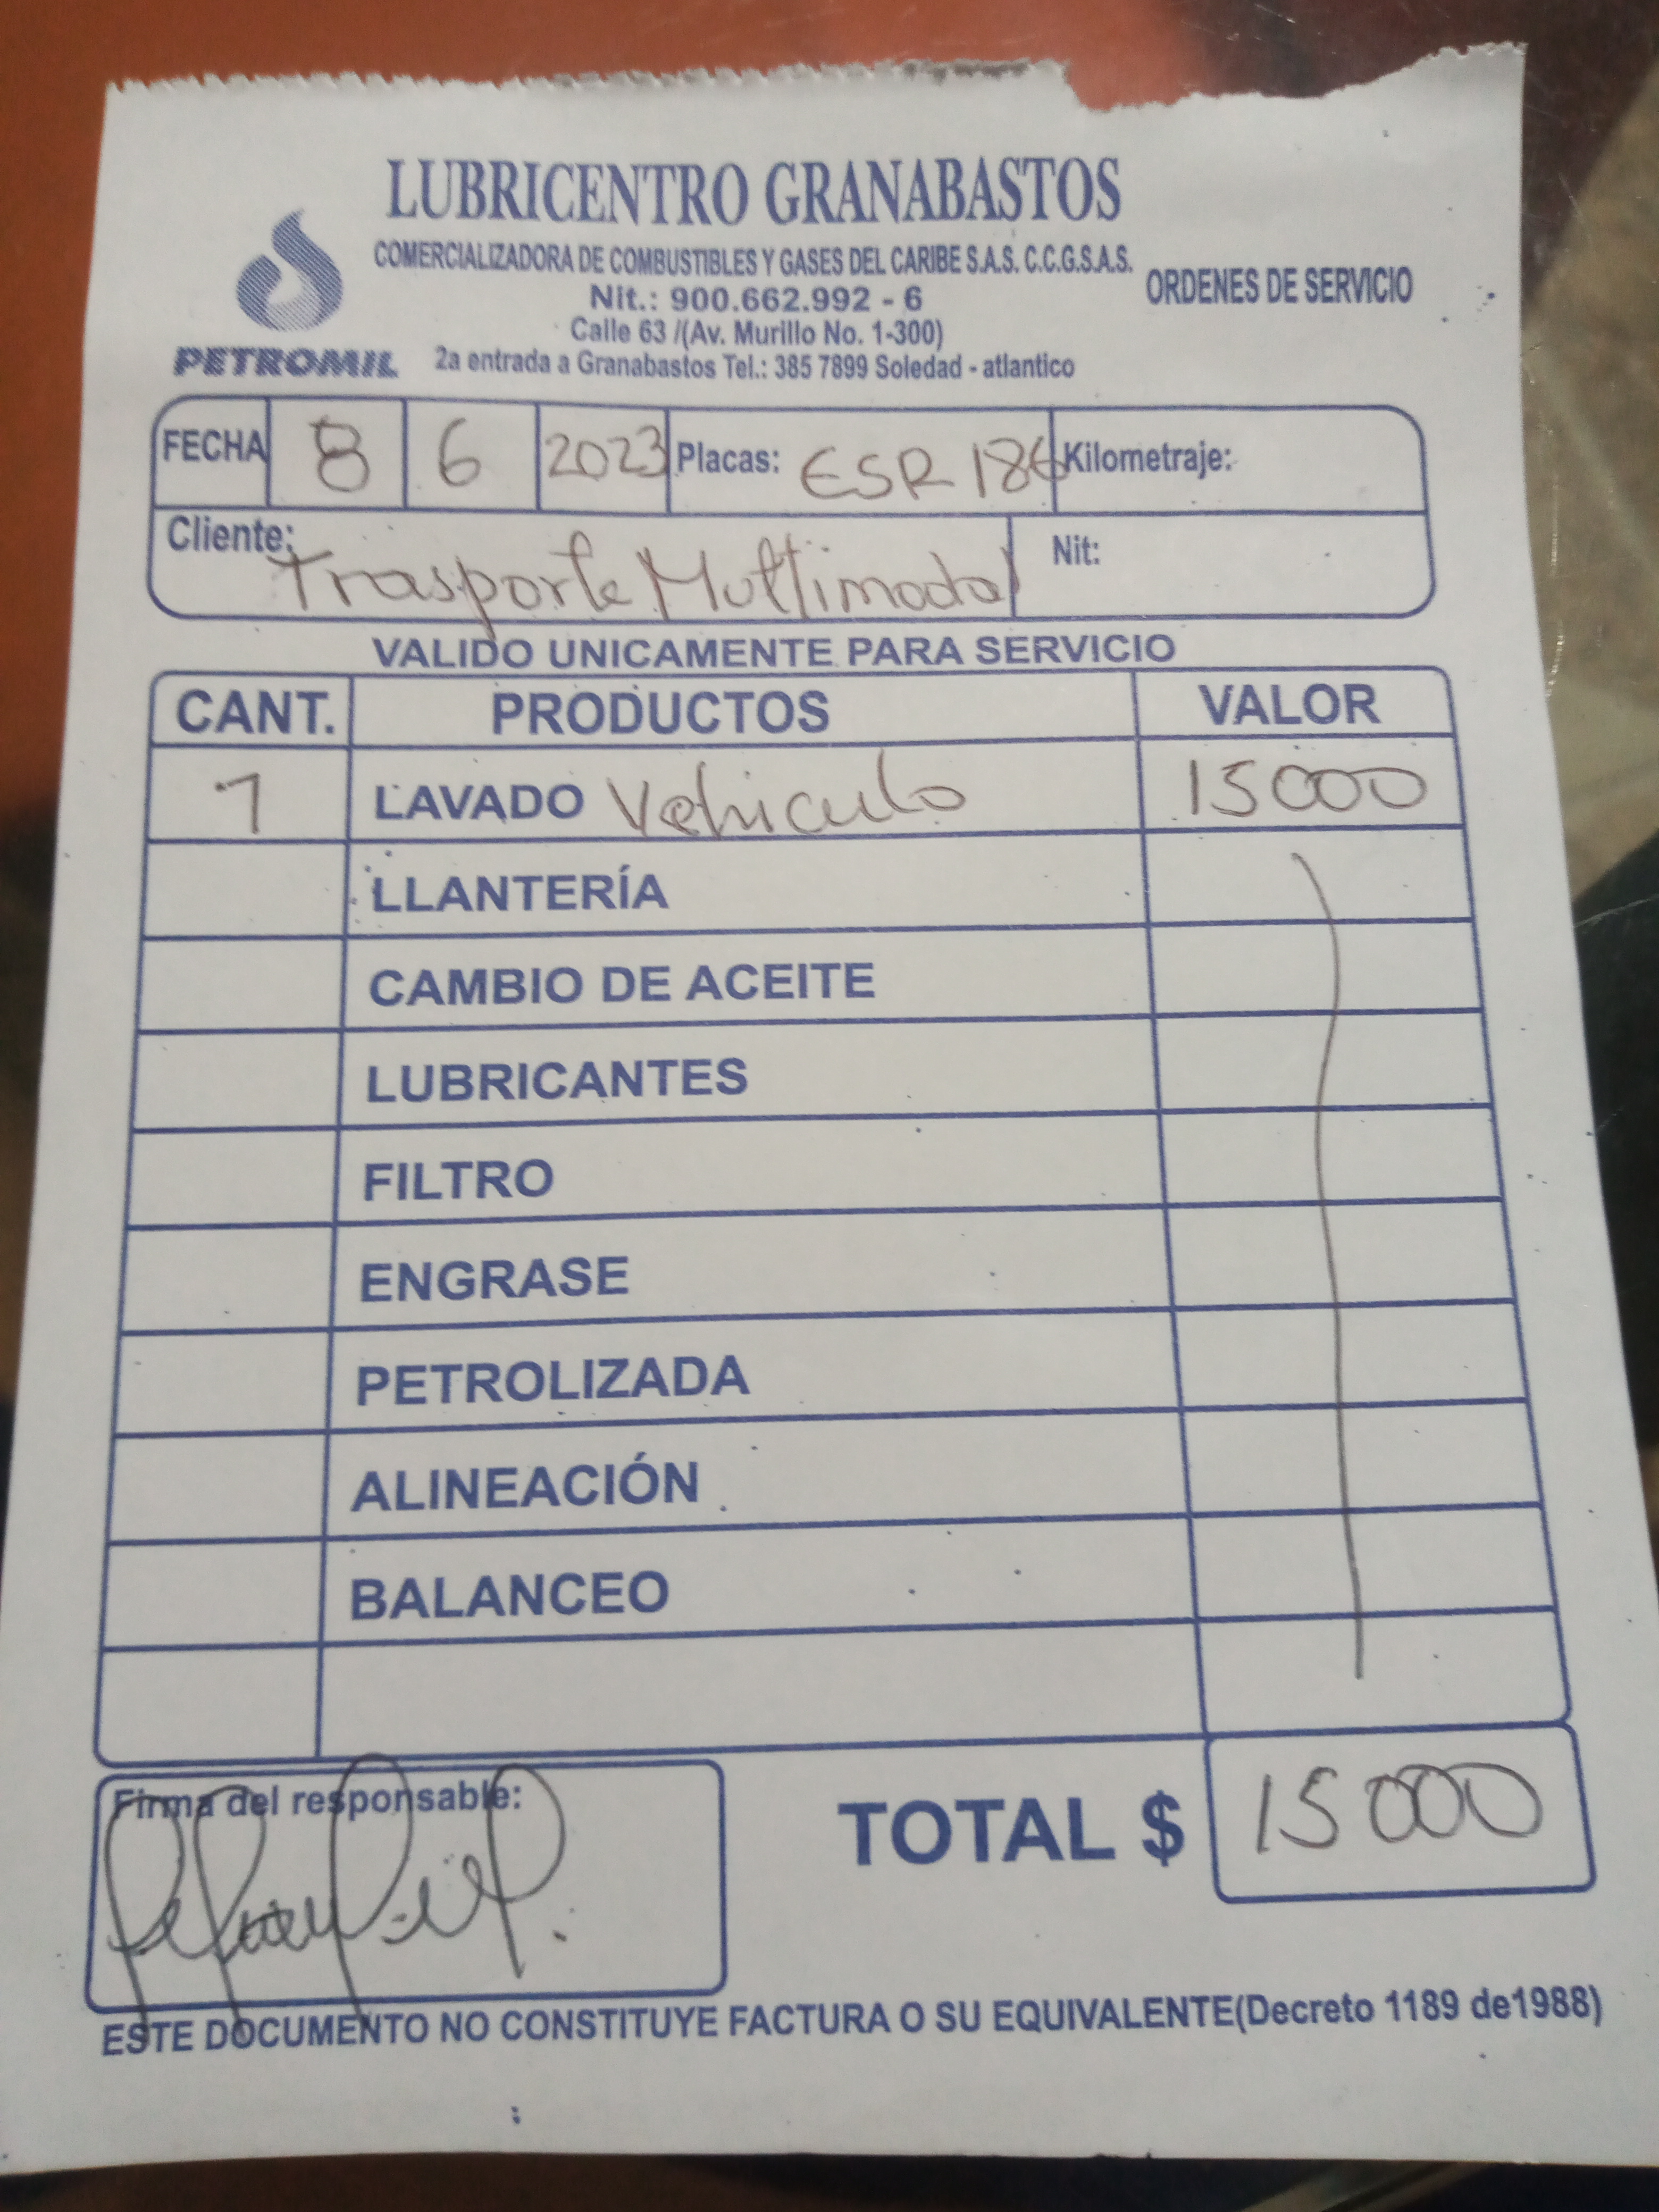 LUBRICENTRO GRANABASTOS
COMERCIALIZADORA DE COMBUSTIBLES Y GASES DEL CARIBE S.A.S. C.C.G.S.A.S.
ORDENES DE SERVICIO
Nit.: 900.662.992 - 6
Calle 63 /(Av. Murillo No. 1-300)
PETROMIL 2a entrada a Granabastos Tel.: 385 7899 Soledad - atlantico
FECHA 8 6 2023 Placas: ESR 186 Kilometraje:
Cliente: Trasporte Multimodal Nit:
VALIDO UNICAMENTE PARA SERVICIO
CANT. PRODUCTOS VALOR
1 LAVADO Vehiculo 15000
LLANTERÍA
CAMBIO DE ACEITE
LUBRICANTES
FILTRO
ENGRASE
PETROLIZADA
ALINEACIÓN
BALANCEO
Firma del responsable:
TOTAL $ 15000
ESTE DOCUMENTO NO CONSTITUYE FACTURA O SU EQUIVALENTE(Decreto 1189 de1988)